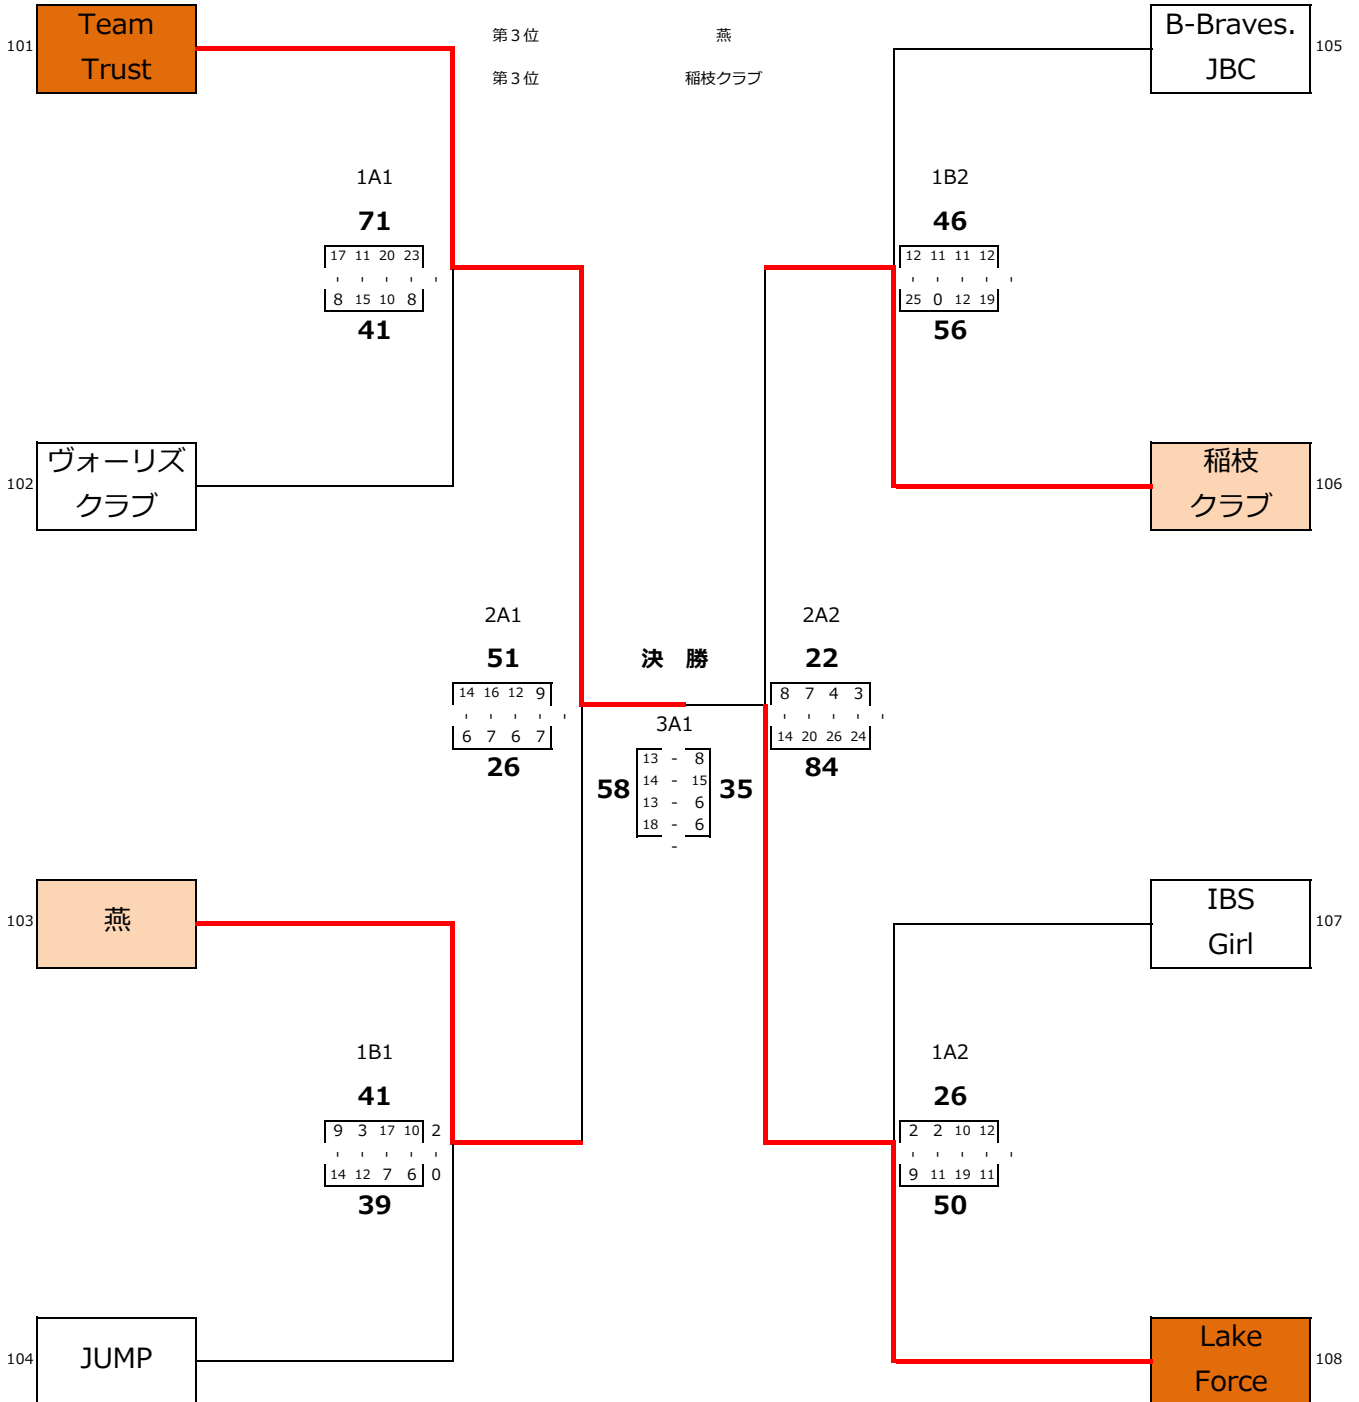 101
Team
Trust
第3位 燕
第3位 稲枝クラブ
B-Braves.
JBC
105
1A1
71
17 11 20 23
- - - - -
8 15 10 8
41
1B2
46
12 11 11 12
- - - - -
25 0 12 19
56
102
ヴォーリズ
クラブ
稲枝
クラブ
106
2A1
51
14 16 12 9
- - - - -
6 7 6 7
26
決 勝
3A1
58
13 - 8
14 - 15
13 - 6
18 - 6
-
35
2A2
22
8 7 4 3
- - - - -
14 20 26 24
84
103
燕
IBS
Girl
107
1B1
41
9 3 17 10 2
- - - - -
14 12 7 6 0
39
1A2
26
2 2 10 12
- - - - -
9 11 19 11
50
104
JUMP
Lake
Force
108